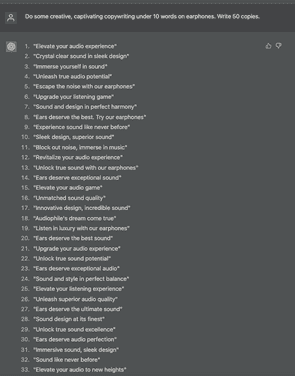 Do some creative, captivating copywriting under 10 words on earphones. Write 50 copies.
1. "Elevate your audio experience"
2. "Crystal clear sound in sleek design"
3. "Immerse yourself in sound"
4. "Unleash true audio potential"
5. "Escape the noise with our earphones"
6. "Upgrade your listening game"
7. "Sound and design in perfect harmony"
8. "Ears deserve the best. Try our earphones"
9. "Experience sound like never before"
10. "Sleek design, superior sound"
11. "Block out noise, immerse in music"
12. "Revitalize your audio experience"
13. "Unlock true sound with our earphones"
14. "Ears deserve exceptional sound"
15. "Elevate your audio game"
16. "Unmatched sound quality"
17. "Innovative design, incredible sound"
18. "Audiophile's dream come true"
19. "Listen in luxury with our earphones"
20. "Ears deserve the best sound"
21. "Upgrade your audio experience"
22. "Unlock true sound potential"
23. "Ears deserve exceptional audio"
24. "Sound and style in perfect balance"
25. "Elevate your listening experience"
26. "Unleash superior audio quality"
27. "Ears deserve the ultimate sound"
28. "Sound design at its finest"
29. "Unlock true sound excellence"
30. "Ears deserve audio perfection"
31. "Immersive sound, sleek design"
32. "Sound like never before"
33. "Elevate your audio to new heights"